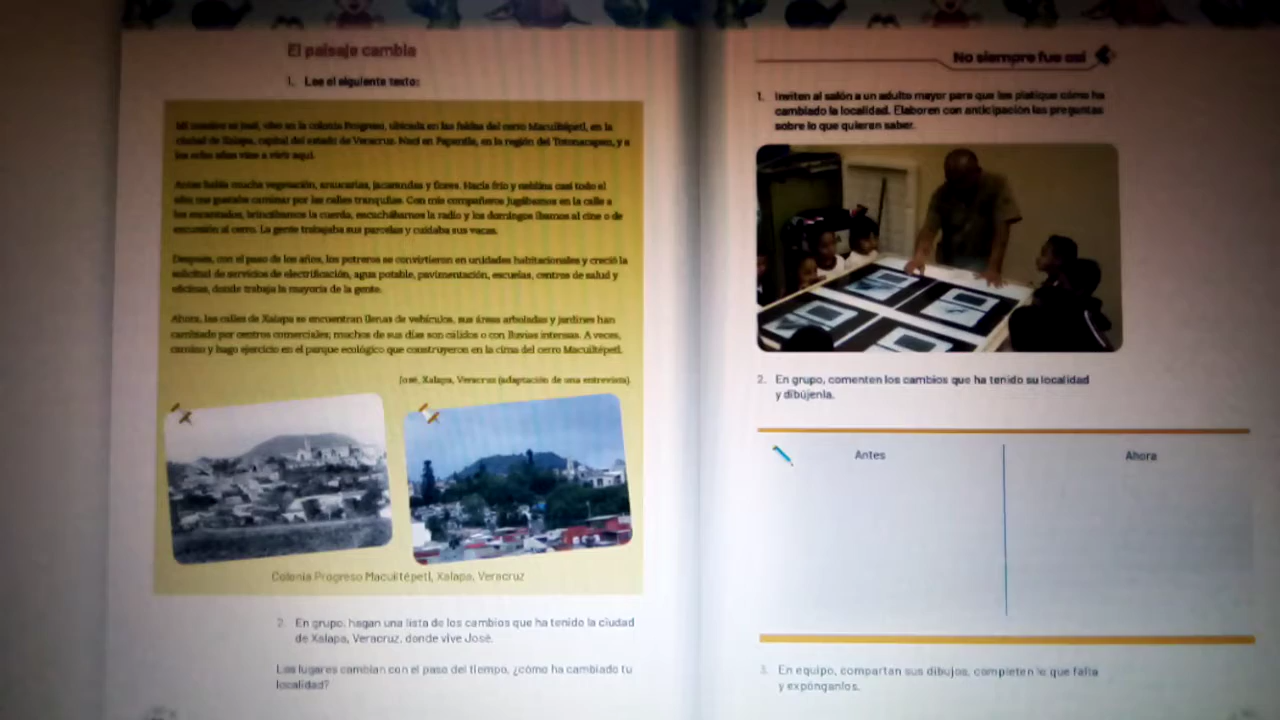 El paisaje cambia
1. Lee el siguiente texto:
Mi nombre es José, vivo en la colonia Progreso, ubicada en las faldas del cerro Macuiltépetl, en la
ciudad de Xalapa, capital del estado de Veracruz. Nací en Papantla, en la región del Totonacapan, y a
los ocho años vine a vivir aquí.
Antes había mucha vegetación, araucarias, jacarandas y flores. Hacía frío y neblina casi todo el
año; me gustaba caminar por las calles tranquilas. Con mis compañeros jugábamos en la calle a
los encantados, brincábamos la cuerda, escuchábamos la radio y los domingos íbamos al cine o de
excursión al cerro. La gente trabajaba sus parcelas y cuidaba sus vacas.
Después, con el paso de los años, los potreros se convirtieron en unidades habitacionales y creció la
solicitud de servicios de electrificación, agua potable, pavimentación, escuelas, centros de salud y
oficinas, donde trabaja la mayoría de la gente.
Ahora, las calles de Xalapa se encuentran llenas de vehículos, sus áreas arboladas y jardines han
cambiado por centros comerciales; muchos de sus días son cálidos o con lluvias intensas. A veces,
camino y hago ejercicio en el parque ecológico que construyeron en la cima del cerro Macuiltépetl.
José, Xalapa, Veracruz (adaptación de una entrevista)
Colonia Progreso Macuiltépetl, Xalapa, Veracruz
2. En grupo, hagan una lista de los cambios que ha tenido la ciudad
de Xalapa, Veracruz, donde vive José.
Los lugares cambian con el paso del tiempo, ¿cómo ha cambiado tu
localidad?
No siempre fue así
1. Inviten al salón a un adulto mayor para que les platique cómo ha
cambiado la localidad. Elaboren con anticipación las preguntas
sobre lo que quieran saber.
2. En grupo, comenten los cambios que ha tenido su localidad
y dibújenla.
Antes
Ahora
3. En equipo, compartan sus dibujos, completen lo que falta
y expónganlos.